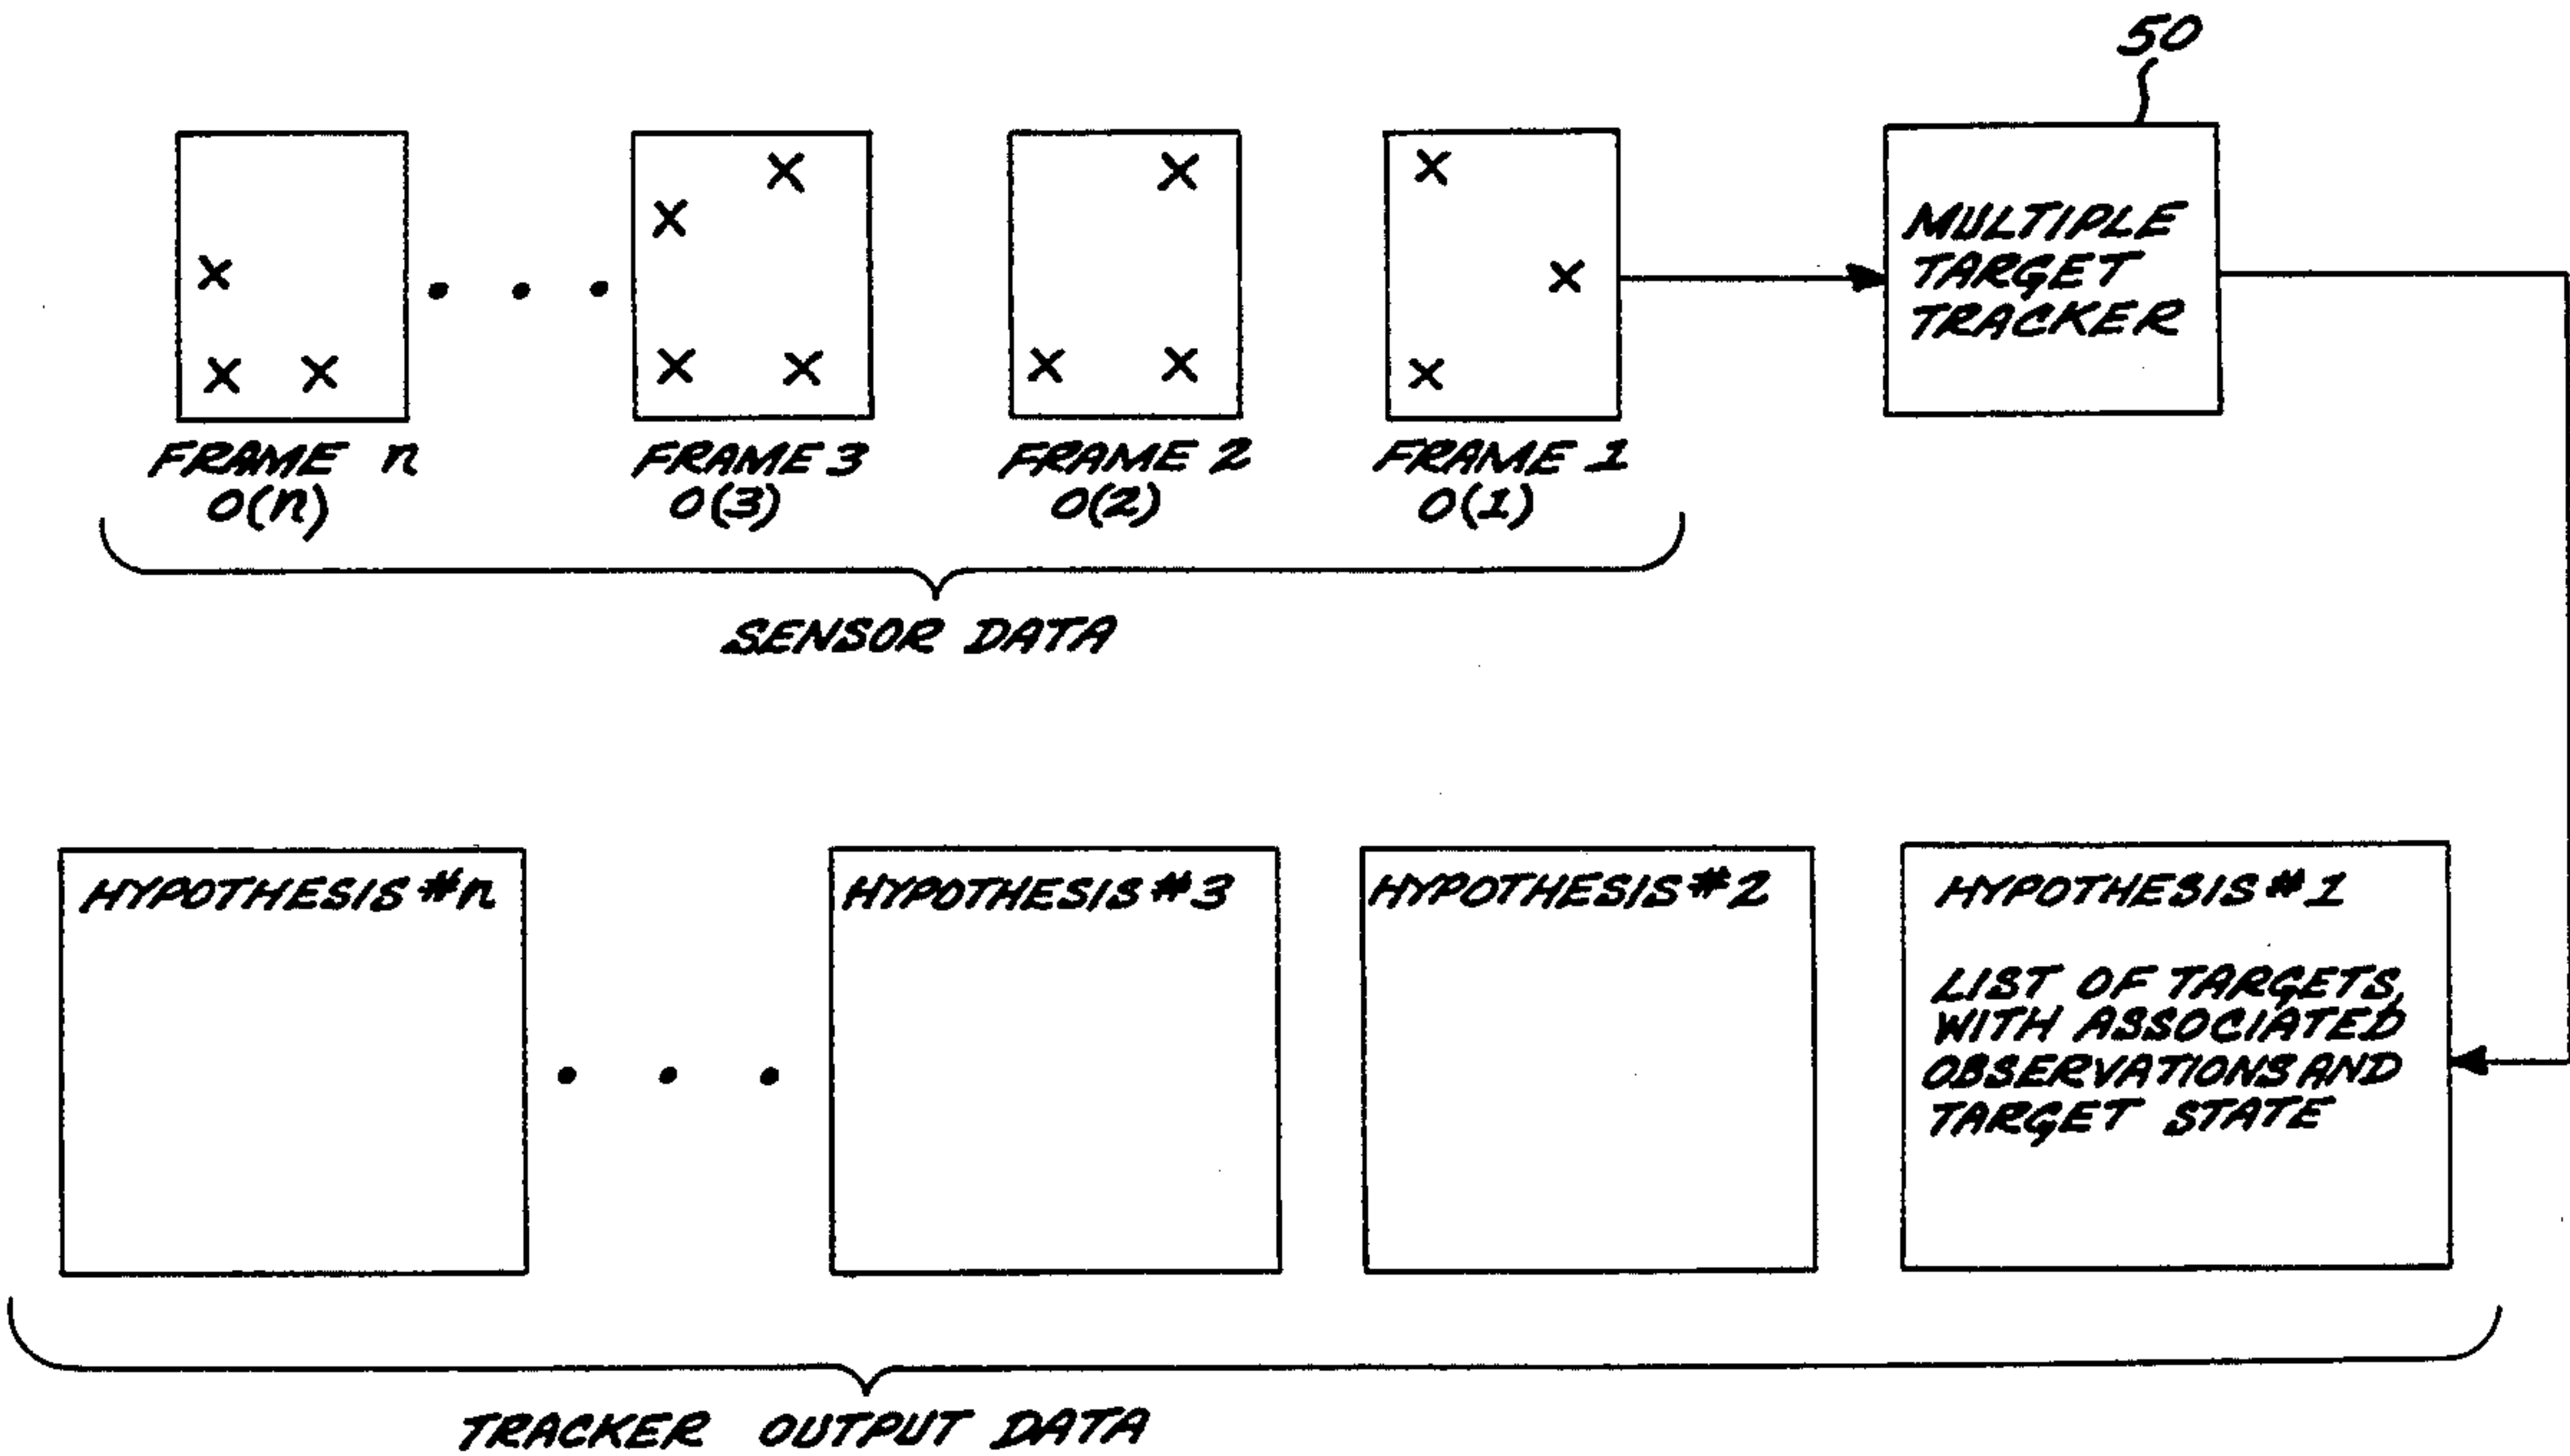 50
MULTIPLE
TARGET
TRACKER
FRAME n
O(n)
FRAME 3
O(3)
FRAME 2
O(2)
FRAME 1
O(1)
SENSOR DATA
HYPOTHESIS #n
HYPOTHESIS #3
HYPOTHESIS #2
HYPOTHESIS #1
LIST OF TARGETS,
WITH ASSOCIATED
OBSERVATIONS AND
TARGET STATE
TRACKER OUTPUT DATA